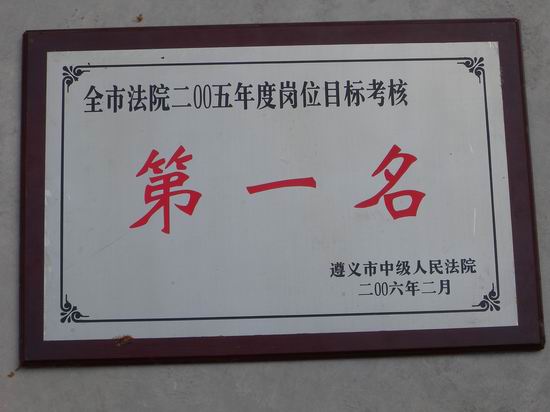 全市法院二00五年度岗位目标考核
第一名
遵义市中级人民法院
二00六年二月